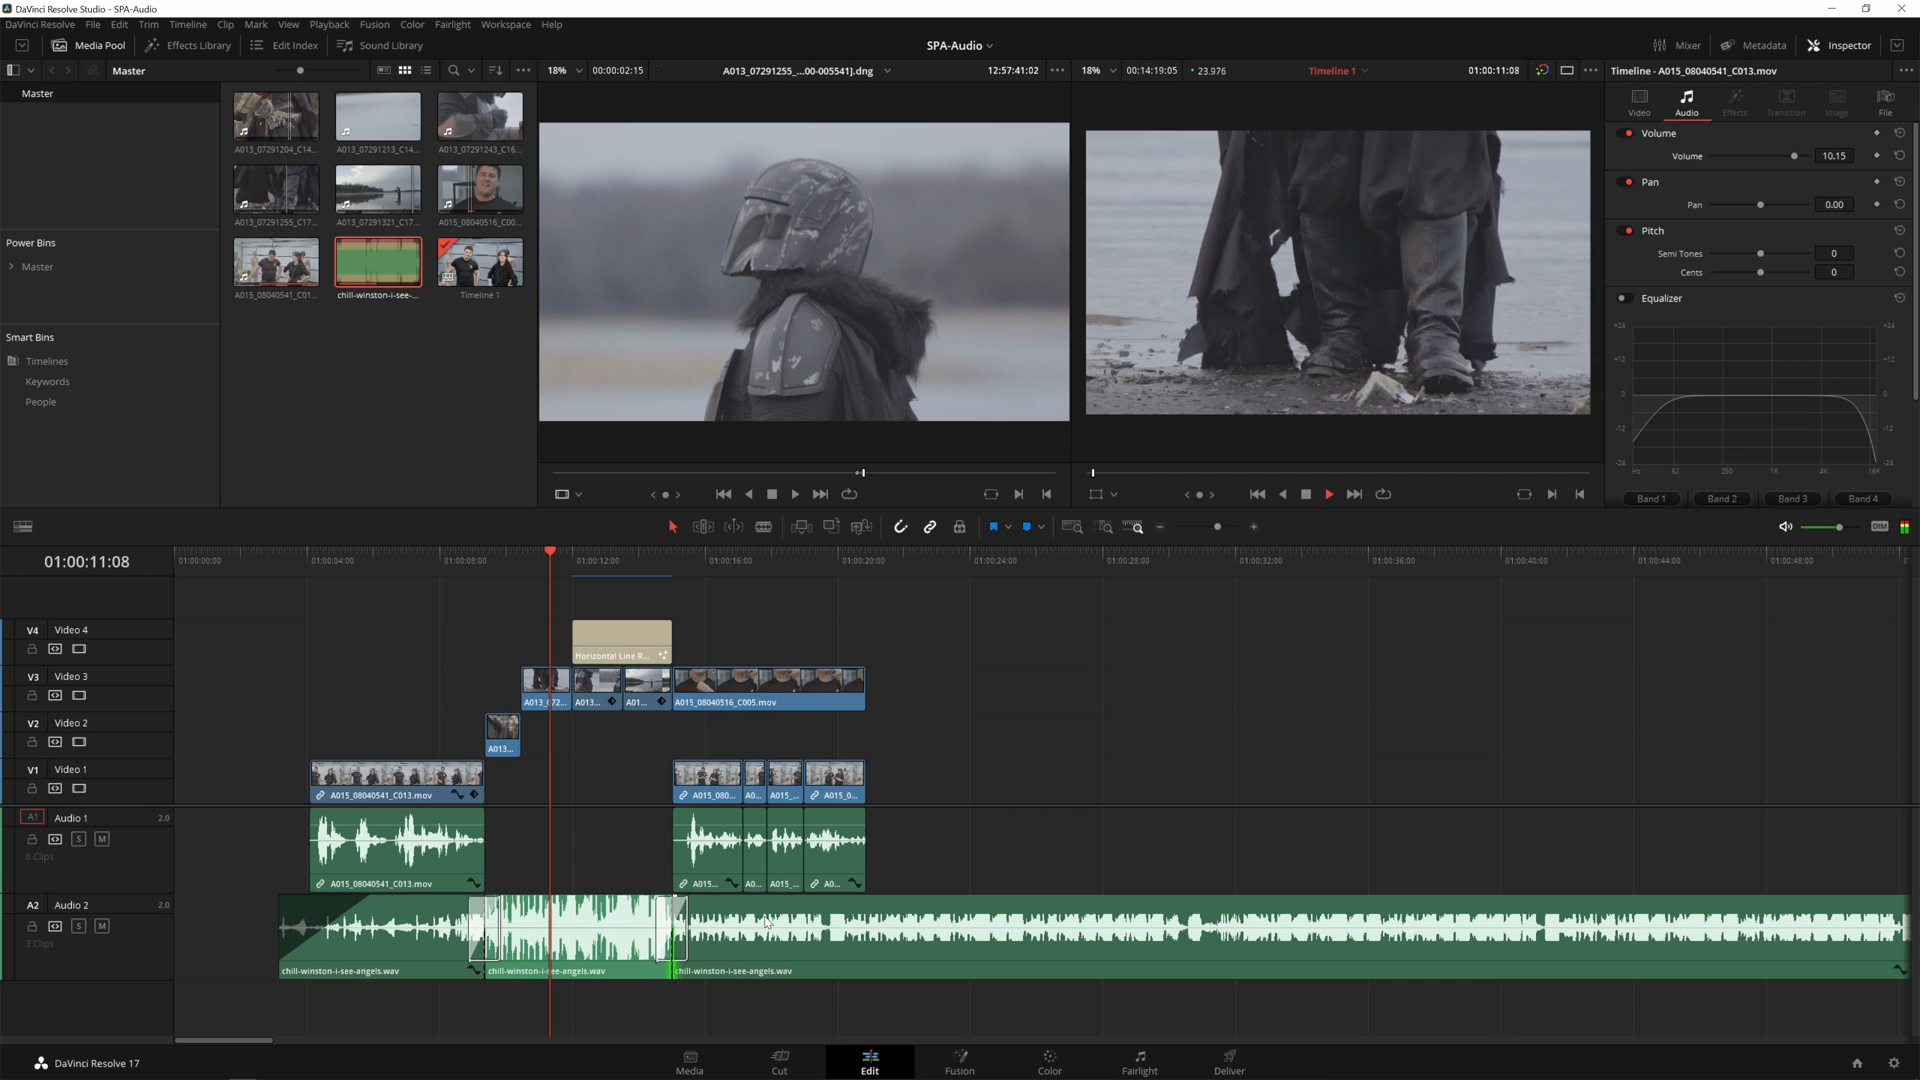 DaVinci Resolve Studio - SPA-Audio
DaVinci Resolve File Edit Trim Timeline Clip Mark View Playback Fusion Color Fairlight Workspace Help
Media Pool Effects Library Edit Index Sound Library SPA-Audio Mixer Metadata Inspector
Master 18% 00:00:02:15 A013_07291255_...00-005541].dng 12:57:41:02 18% 00:14:19:05 23.976 Timeline 1 01:00:11:08 Timeline - A015_08040541_C013.mov
Master
Video Audio Effects Transition Image File
Volume
Volume 10.15
Pan
Pan 0.00
Pitch
Semi Tones 0
Cents 0
Equalizer
+24 +24
+12 +12
0 0
-12 -12
-24 -24
Hz 62 250 1K 4K 16K
Band 1 Band 2 Band 3 Band 4
A013_07291204_C14... A013_07291213_C14... A013_07291243_C16...
A013_07291255_C17... A013_07291321_C17... A015_08040516_C00...
A015_08040541_C01... chill-winston-i-see-... Timeline 1
Power Bins
Master
Smart Bins
Timelines
Keywords
People
DIM
01:00:11:08
01:00:00:00 01:00:04:00 01:00:08:00 01:00:12:00 01:00:16:00 01:00:20:00 01:00:24:00 01:00:28:00 01:00:32:00 01:00:36:00 01:00:40:00 01:00:44:00 01:00:48:00
V4 Video 4
Horizontal Line R...
V3 Video 3
A013_072... A013... A01... A015_08040516_C005.mov
V2 Video 2
A013...
V1 Video 1
A015_08040541_C013.mov A015_080... A0... A015_... A015_0...
A1 Audio 1 2.0
S M
6 Clips
A015_08040541_C013.mov A015... A0... A015_... A0...
A2 Audio 2 2.0
S M
3 Clips
chill-winston-i-see-angels.wav chill-winston-i-see-angels.wav chill-winston-i-see-angels.wav
DaVinci Resolve 17
Media Cut Edit Fusion Color Fairlight Deliver